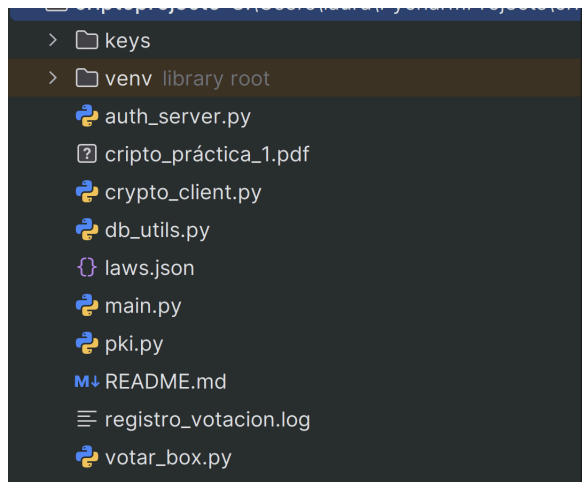 keys
venv library root
auth_server.py
cripto_práctica_1.pdf
crypto_client.py
db_utils.py
laws.json
main.py
pki.py
M↓ README.md
registro_votacion.log
votar_box.py